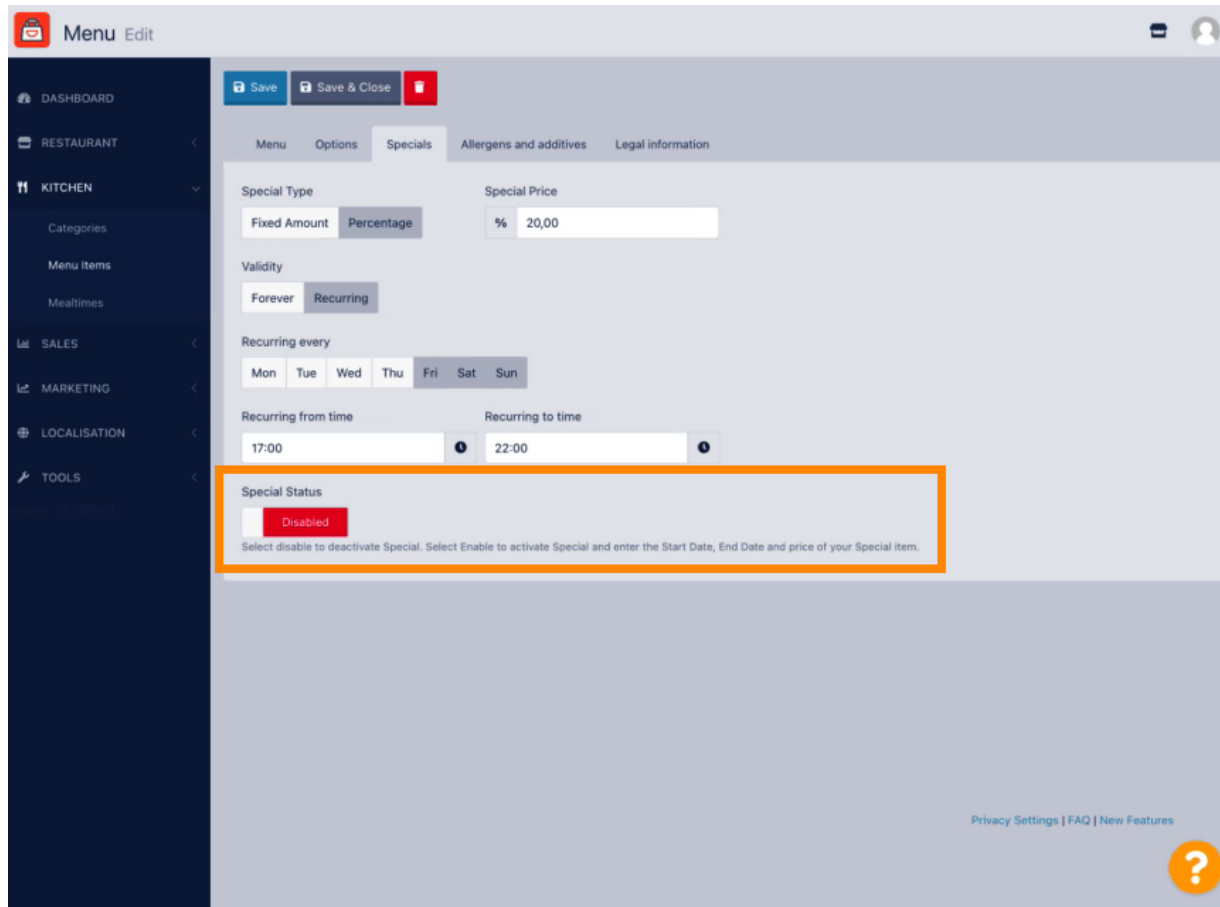 Menu Edit
DASHBOARD
RESTAURANT
KITCHEN
Categories
Menu Items
Mealtimes
SALES
MARKETING
LOCALISATION
TOOLS
Save
Save & Close
Menu Options Specials Allergens and additives Legal information
Special Type Special Price
Fixed Amount Percentage % 20,00
Validity
Forever Recurring
Recurring every
Mon Tue Wed Thu Fri Sat Sun
Recurring from time Recurring to time
17:00 22:00
Special Status
Disabled
Select disable to deactivate Special. Select Enable to activate Special and enter the Start Date, End Date and price of your Special item.
Privacy Settings | FAQ | New Features
?